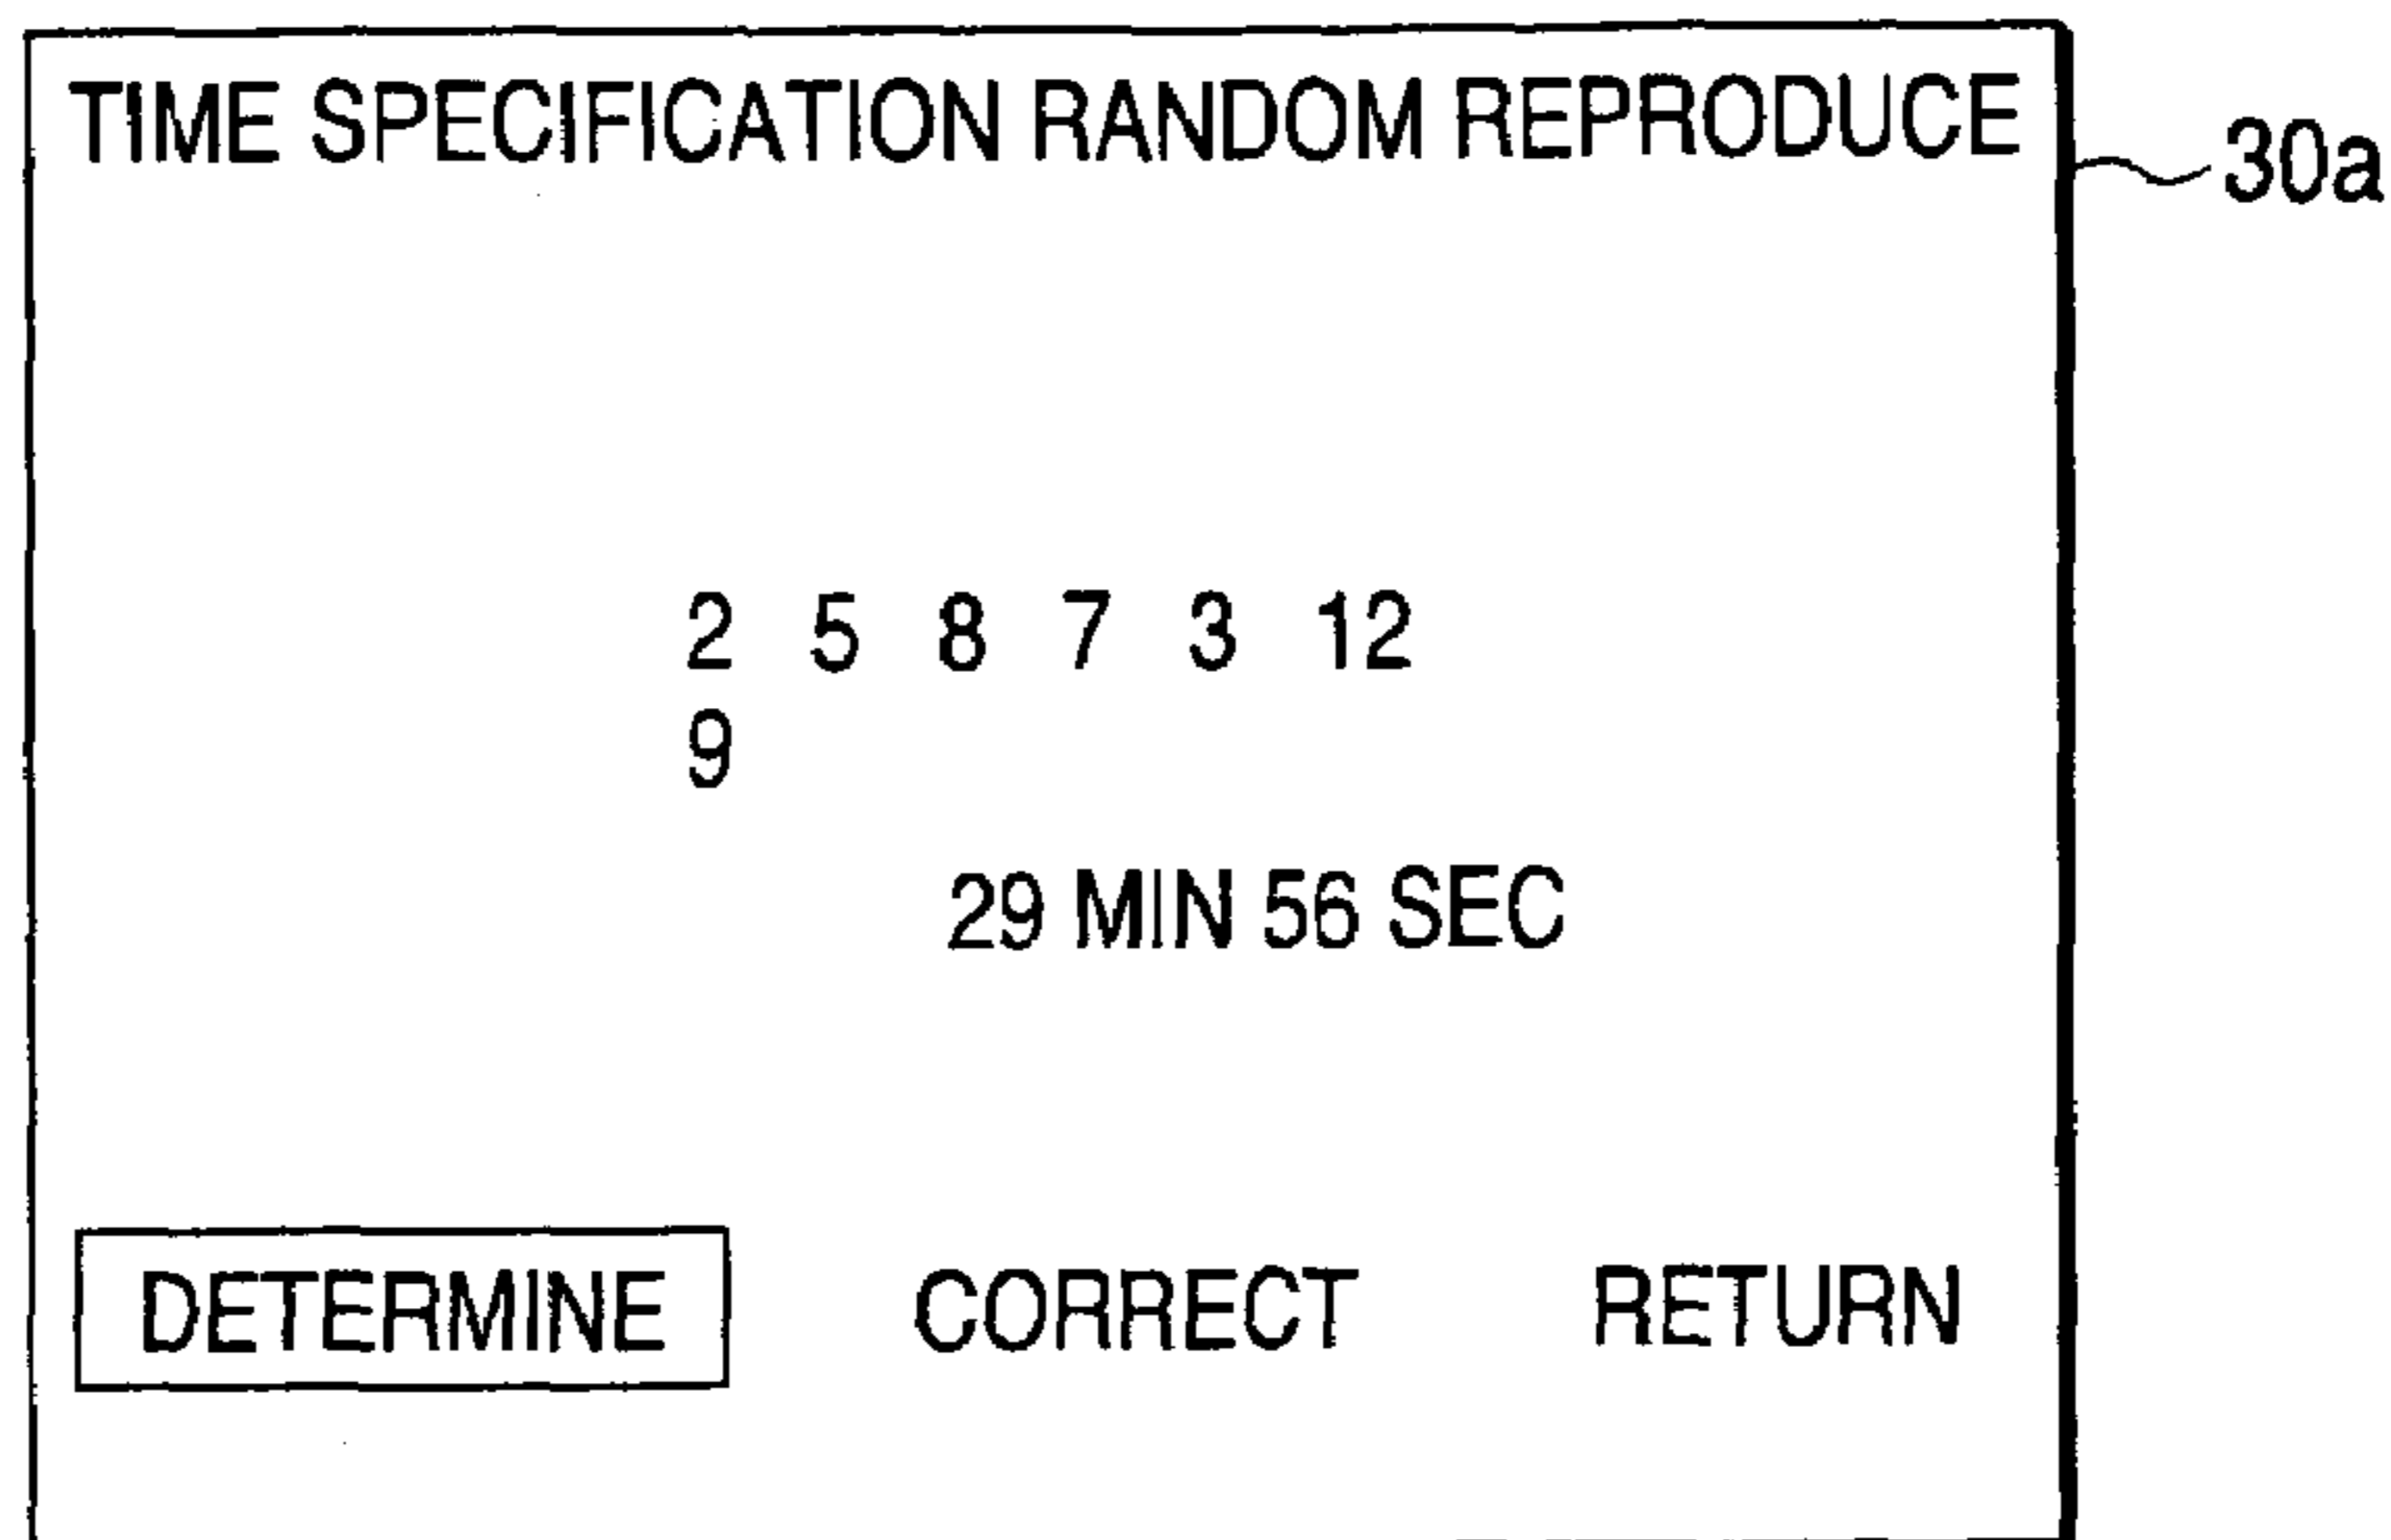 TIME SPECIFICATION RANDOM REPRODUCE
30a
2 5 8 7 3 12
9
29 MIN 56 SEC
DETERMINE CORRECT RETURN